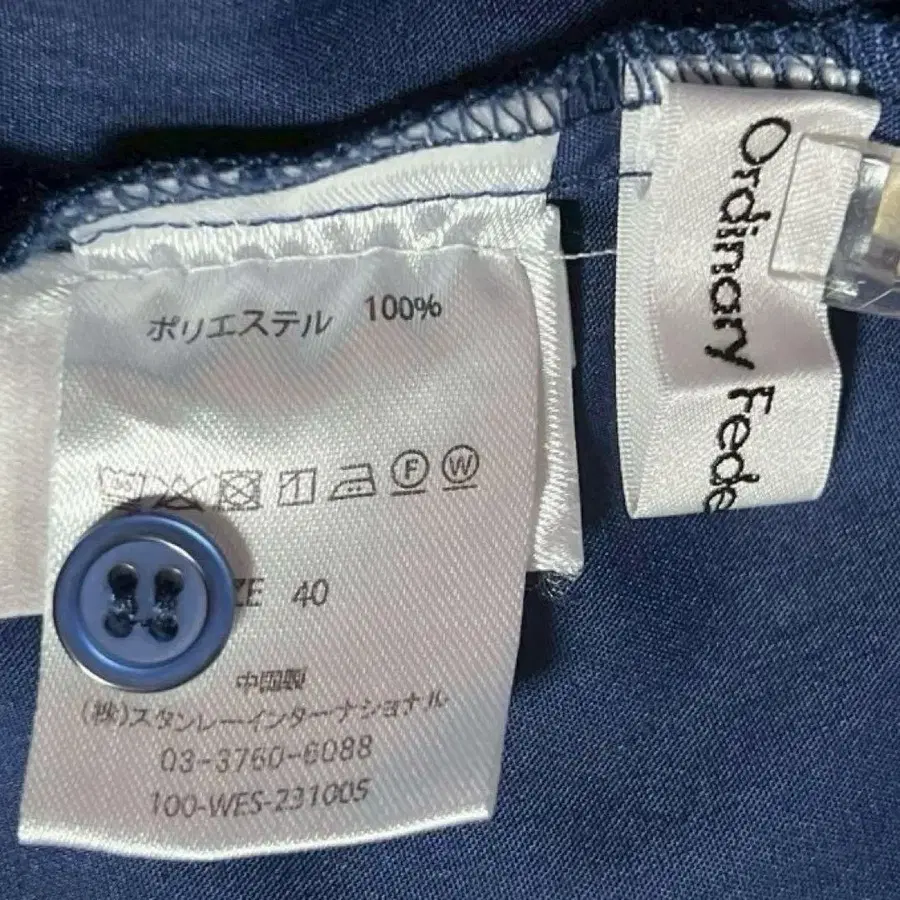 ポリエステル 100%
F W
ZE 40
中国製
(株)スタンレーインターナショナル
03-3760-6088
100-WES-231005
Ordinary Fede